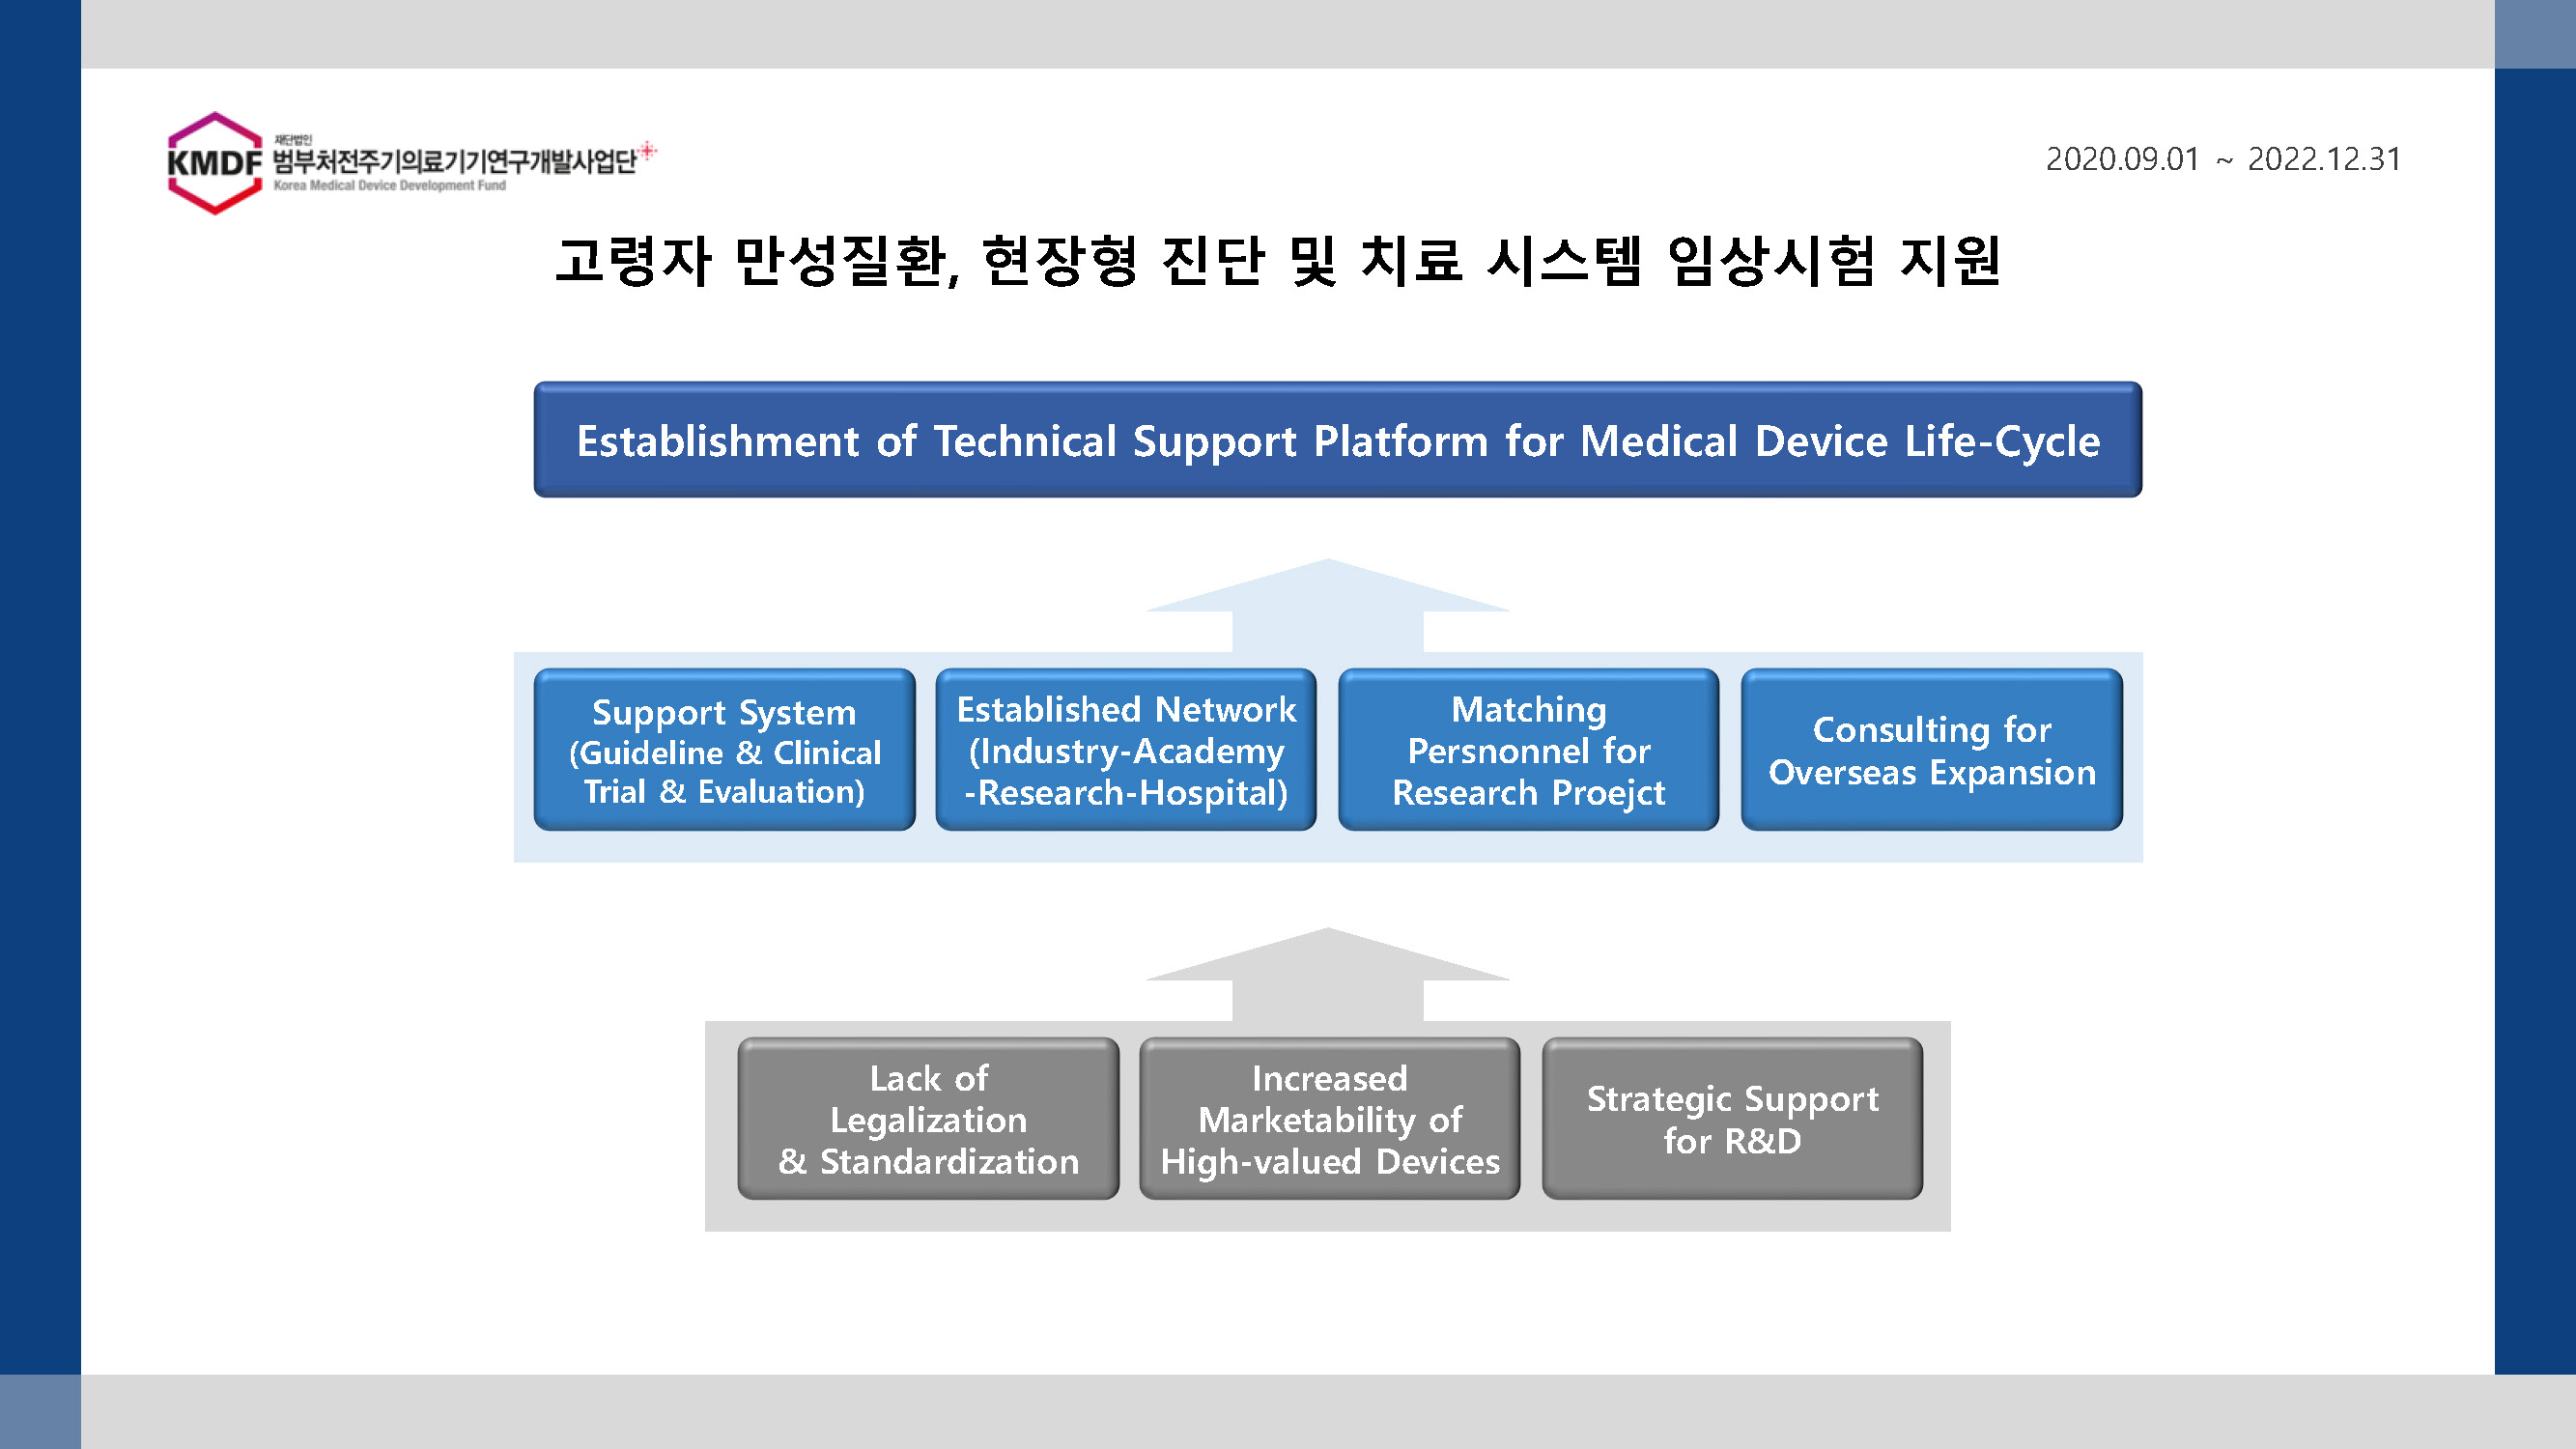 재단법인
KMDF 범부처전주기의료기기연구개발사업단
Korea Medical Device Development Fund
2020.09.01 ~ 2022.12.31
고령자 만성질환, 현장형 진단 및 치료 시스템 임상시험 지원
Establishment of Technical Support Platform for Medical Device Life-Cycle
Support System
(Guideline & Clinical
Trial & Evaluation)
Established Network
(Industry-Academy
-Research-Hospital)
Matching
Persnonnel for
Research Proejct
Consulting for
Overseas Expansion
Lack of
Legalization
& Standardization
Increased
Marketability of
High-valued Devices
Strategic Support
for R&D